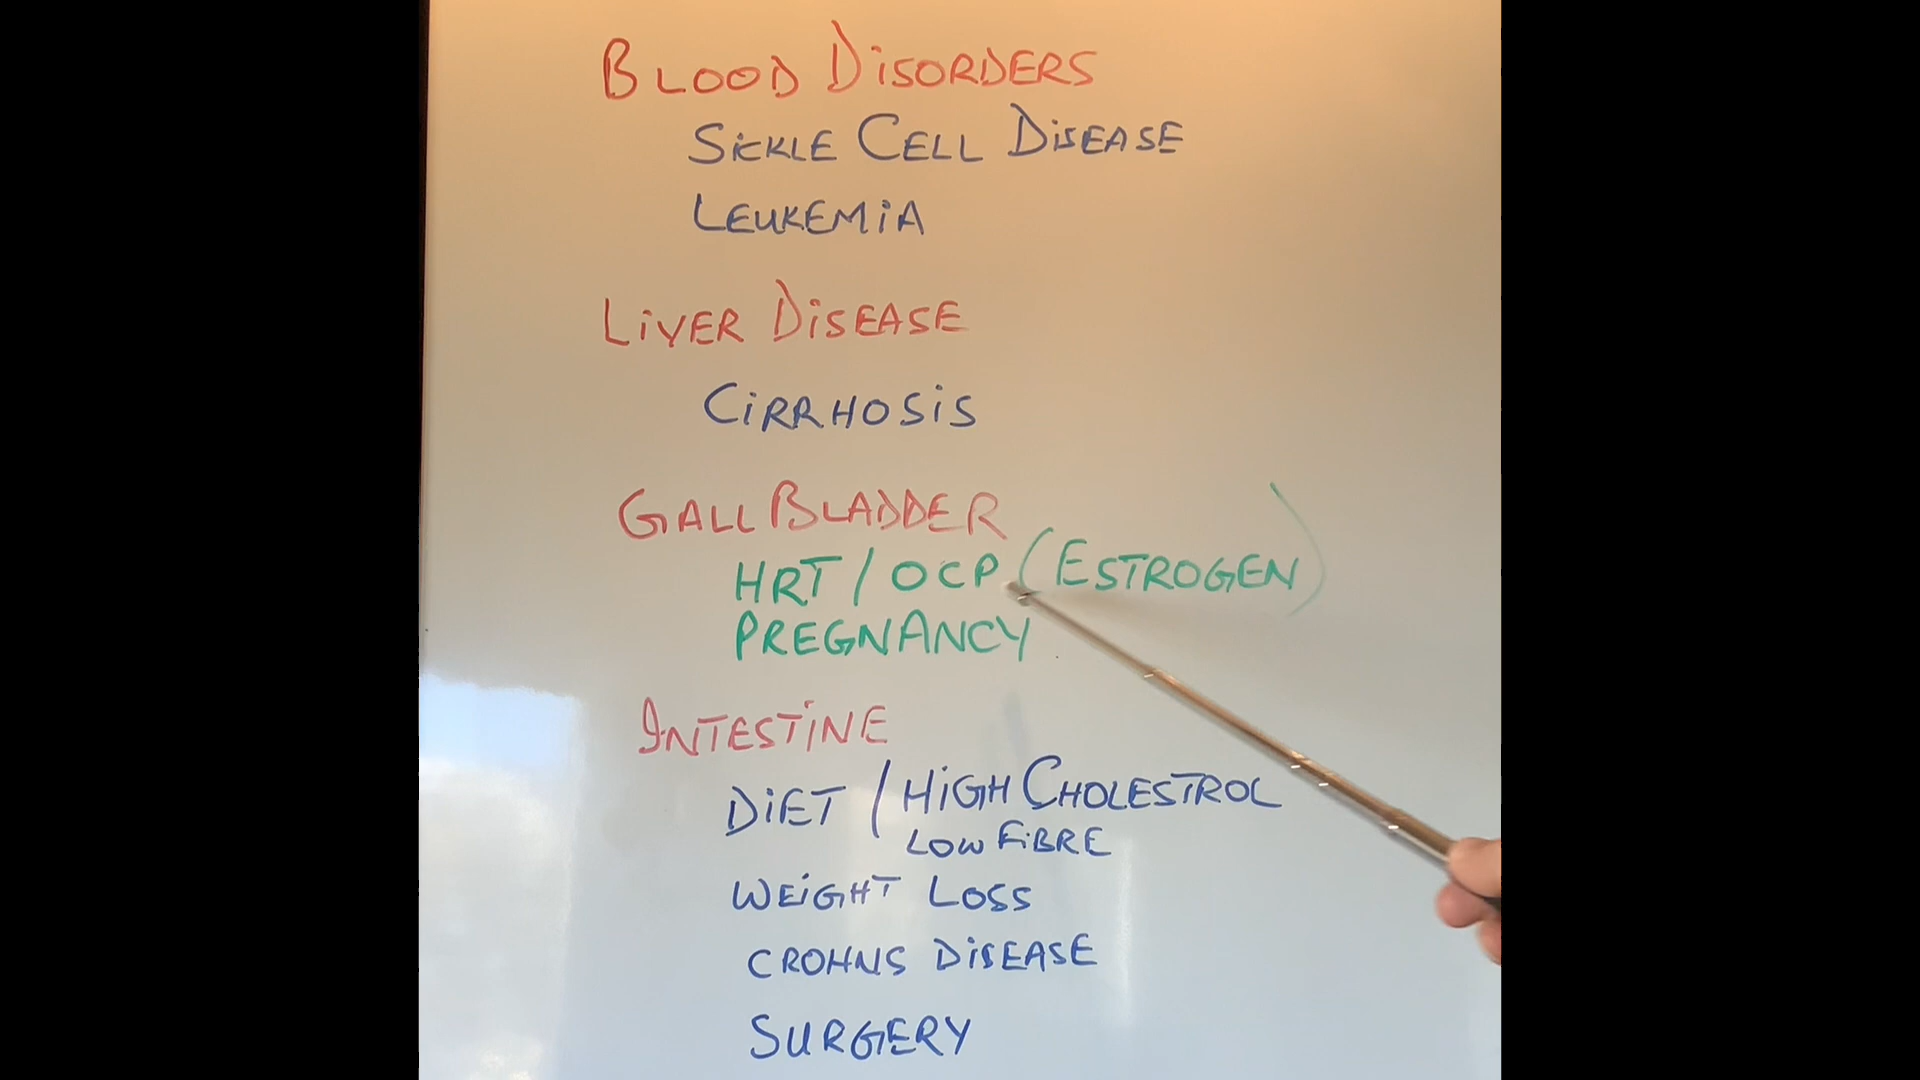 BLOOD DISORDERS
SICKLE CELL DISEASE
LEUKEMIA
LIVER DISEASE
CIRRHOSIS
GALL BLADDER
HRT / OCP (ESTROGEN)
PREGNANCY
INTESTINE
DIET / HIGH CHOLESTROL
LOW FIBRE
WEIGHT LOSS
CROHNS DISEASE
SURGERY